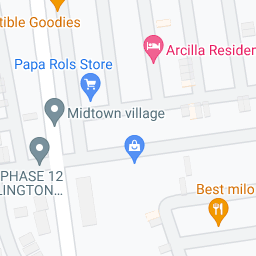 tible Goodies
Arcilla Residen
Papa Rols Store
Midtown village
PHASE 12
LINGTON...
Best milo